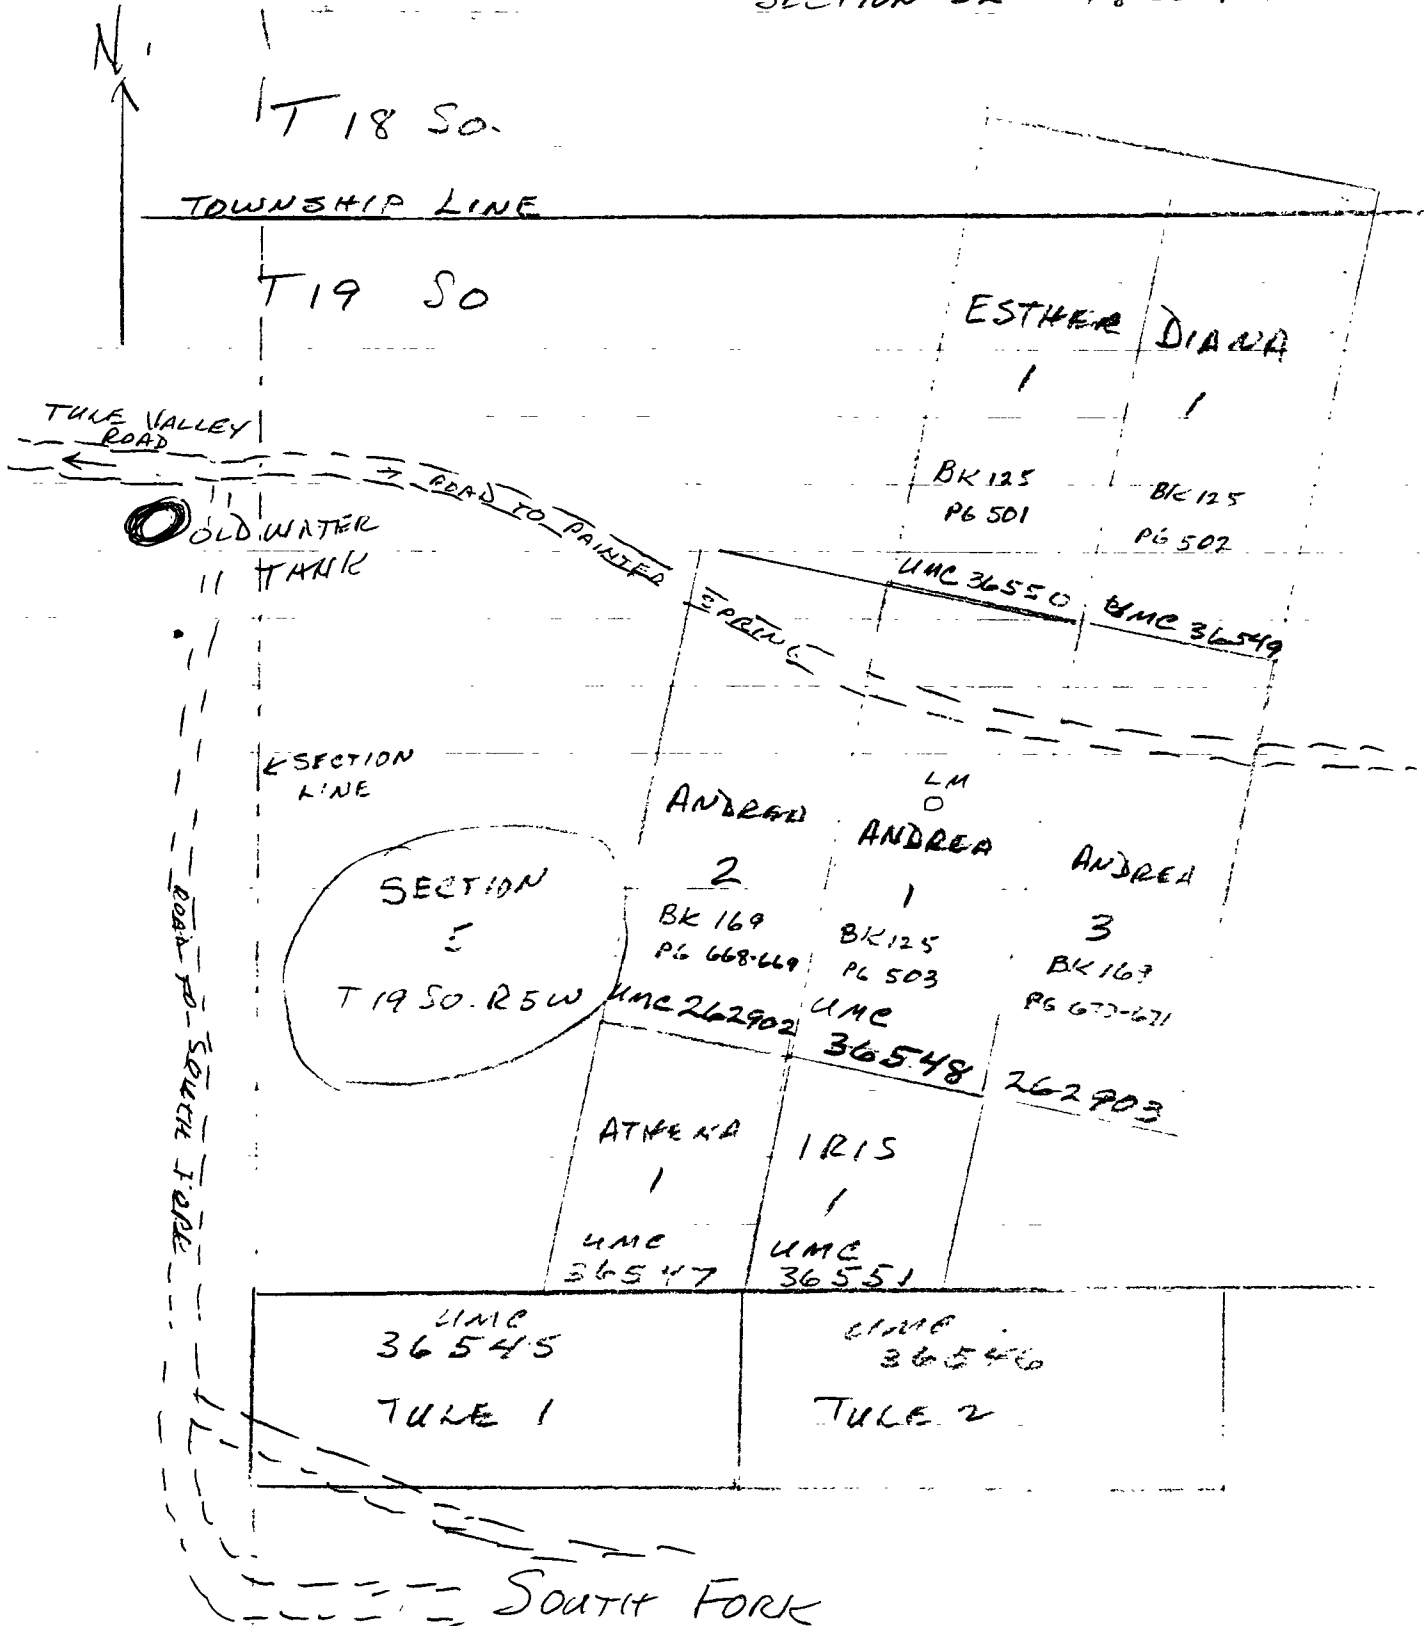 N.
T 18 So.
TOWNSHIP LINE
T 19 So
ESTHER
1
DIANA
1
BK 125
PG 501
BK 125
PG 502
UMC 36550
UMC 36549
TULE VALLEY
ROAD
ROAD TO PAINTED SPRING
OLD WATER
TANK
SECTION
LINE
ROAD TO SOUTH FORK
SECTION
T 19 SO. R5W
ANDREA
2
BK 169
PG 668-669
UMC 262902
LM
ANDREA
1
BK 125
PG 503
UMC
36548
ANDREA
3
BK 169
262903
ATHENA
1
UMC
36547
IRIS
1
UMC
36551
UMC
36545
TULE 1
UMC
36546
TULE 2
SOUTH FORK